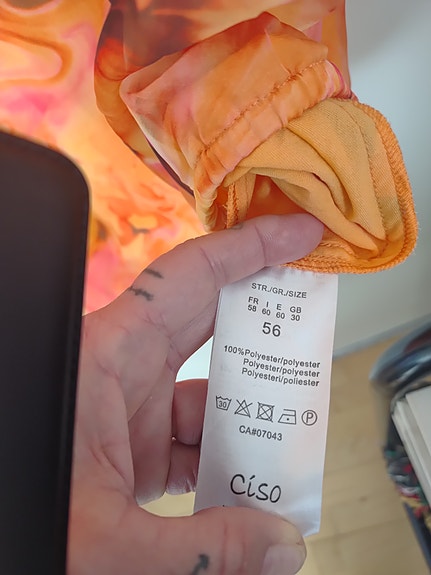 STR./GR./SIZE
FR I E GB
58 60 60 30
56
100%Polyester/polyester
Polyester/polyester
Polyesteri/poliester
30 P
CA#07043
Ciso